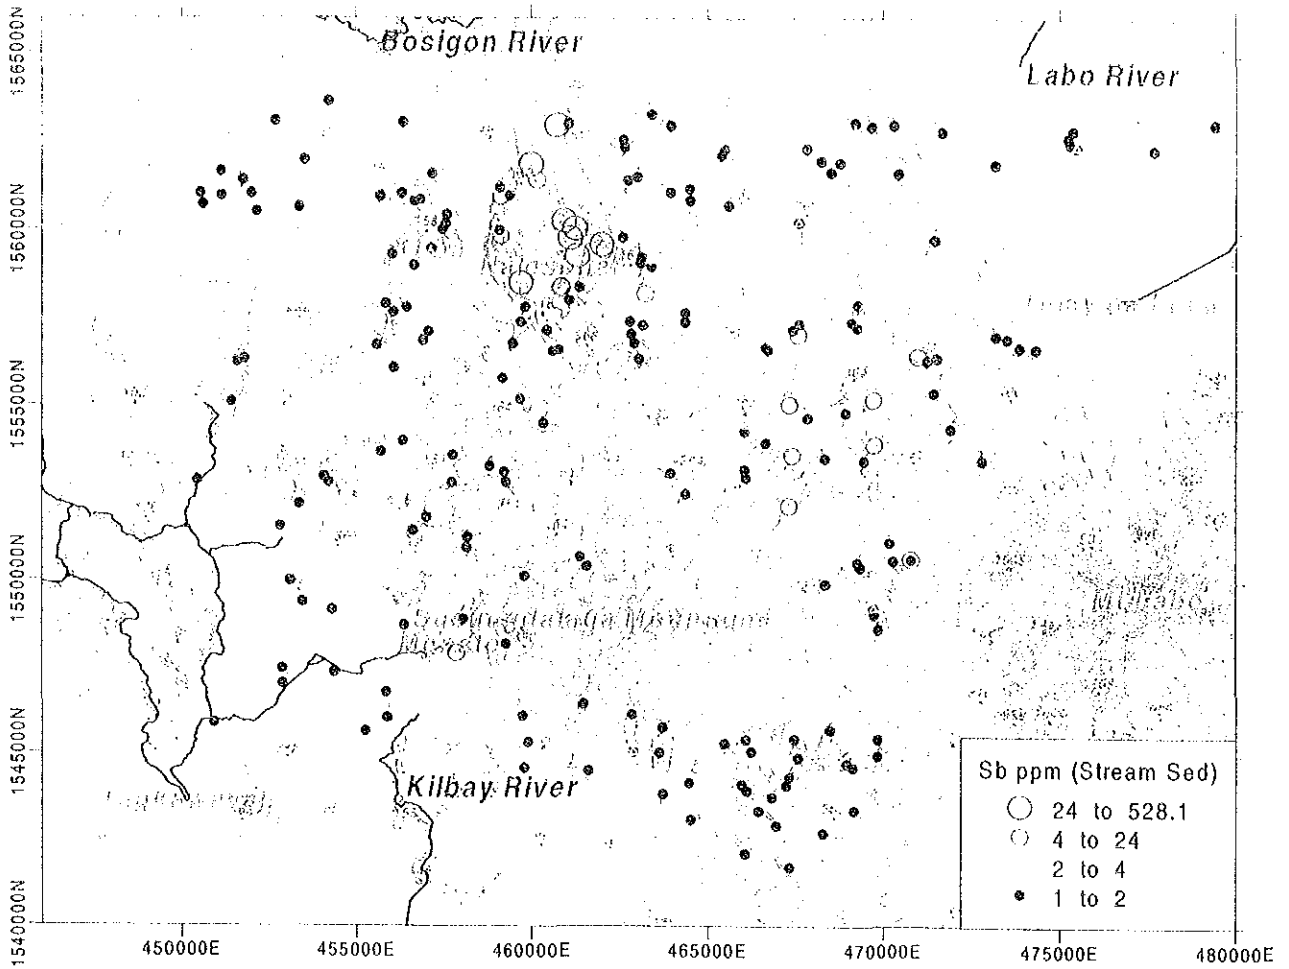 Bosigon River
Labo River
1565000N
1560000N
1555000N
1550000N
1545000N
1540000N
Kilbay River
Sb ppm (Stream Sed)
24 to 528.1
4 to 24
2 to 4
1 to 2
450000E
455000E
460000E
465000E
470000E
475000E
480000E